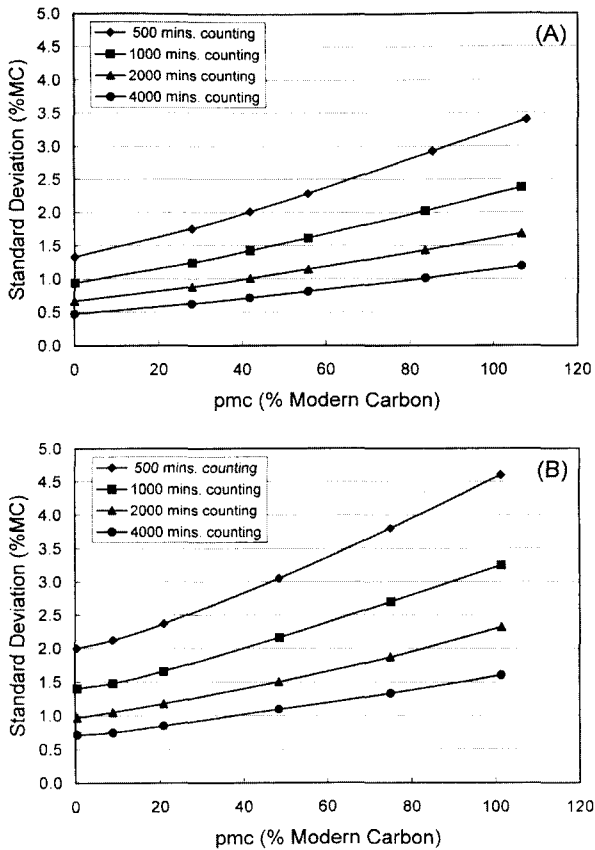 (A)
500 mins. counting
1000 mins. counting
2000 mins. counting
4000 mins. counting
Standard Deviation (%MC)
5.0
4.5
4.0
3.5
3.0
2.5
2.0
1.5
1.0
0.5
0.0
0 20 40 60 80 100 120
pmc (% Modern Carbon)
(B)
500 mins. counting
1000 mins. counting
2000 mins. counting
4000 mins. counting
Standard Deviation (%MC)
5.0
4.5
4.0
3.5
3.0
2.5
2.0
1.5
1.0
0.5
0.0
0 20 40 60 80 100 120
pmc (% Modern Carbon)